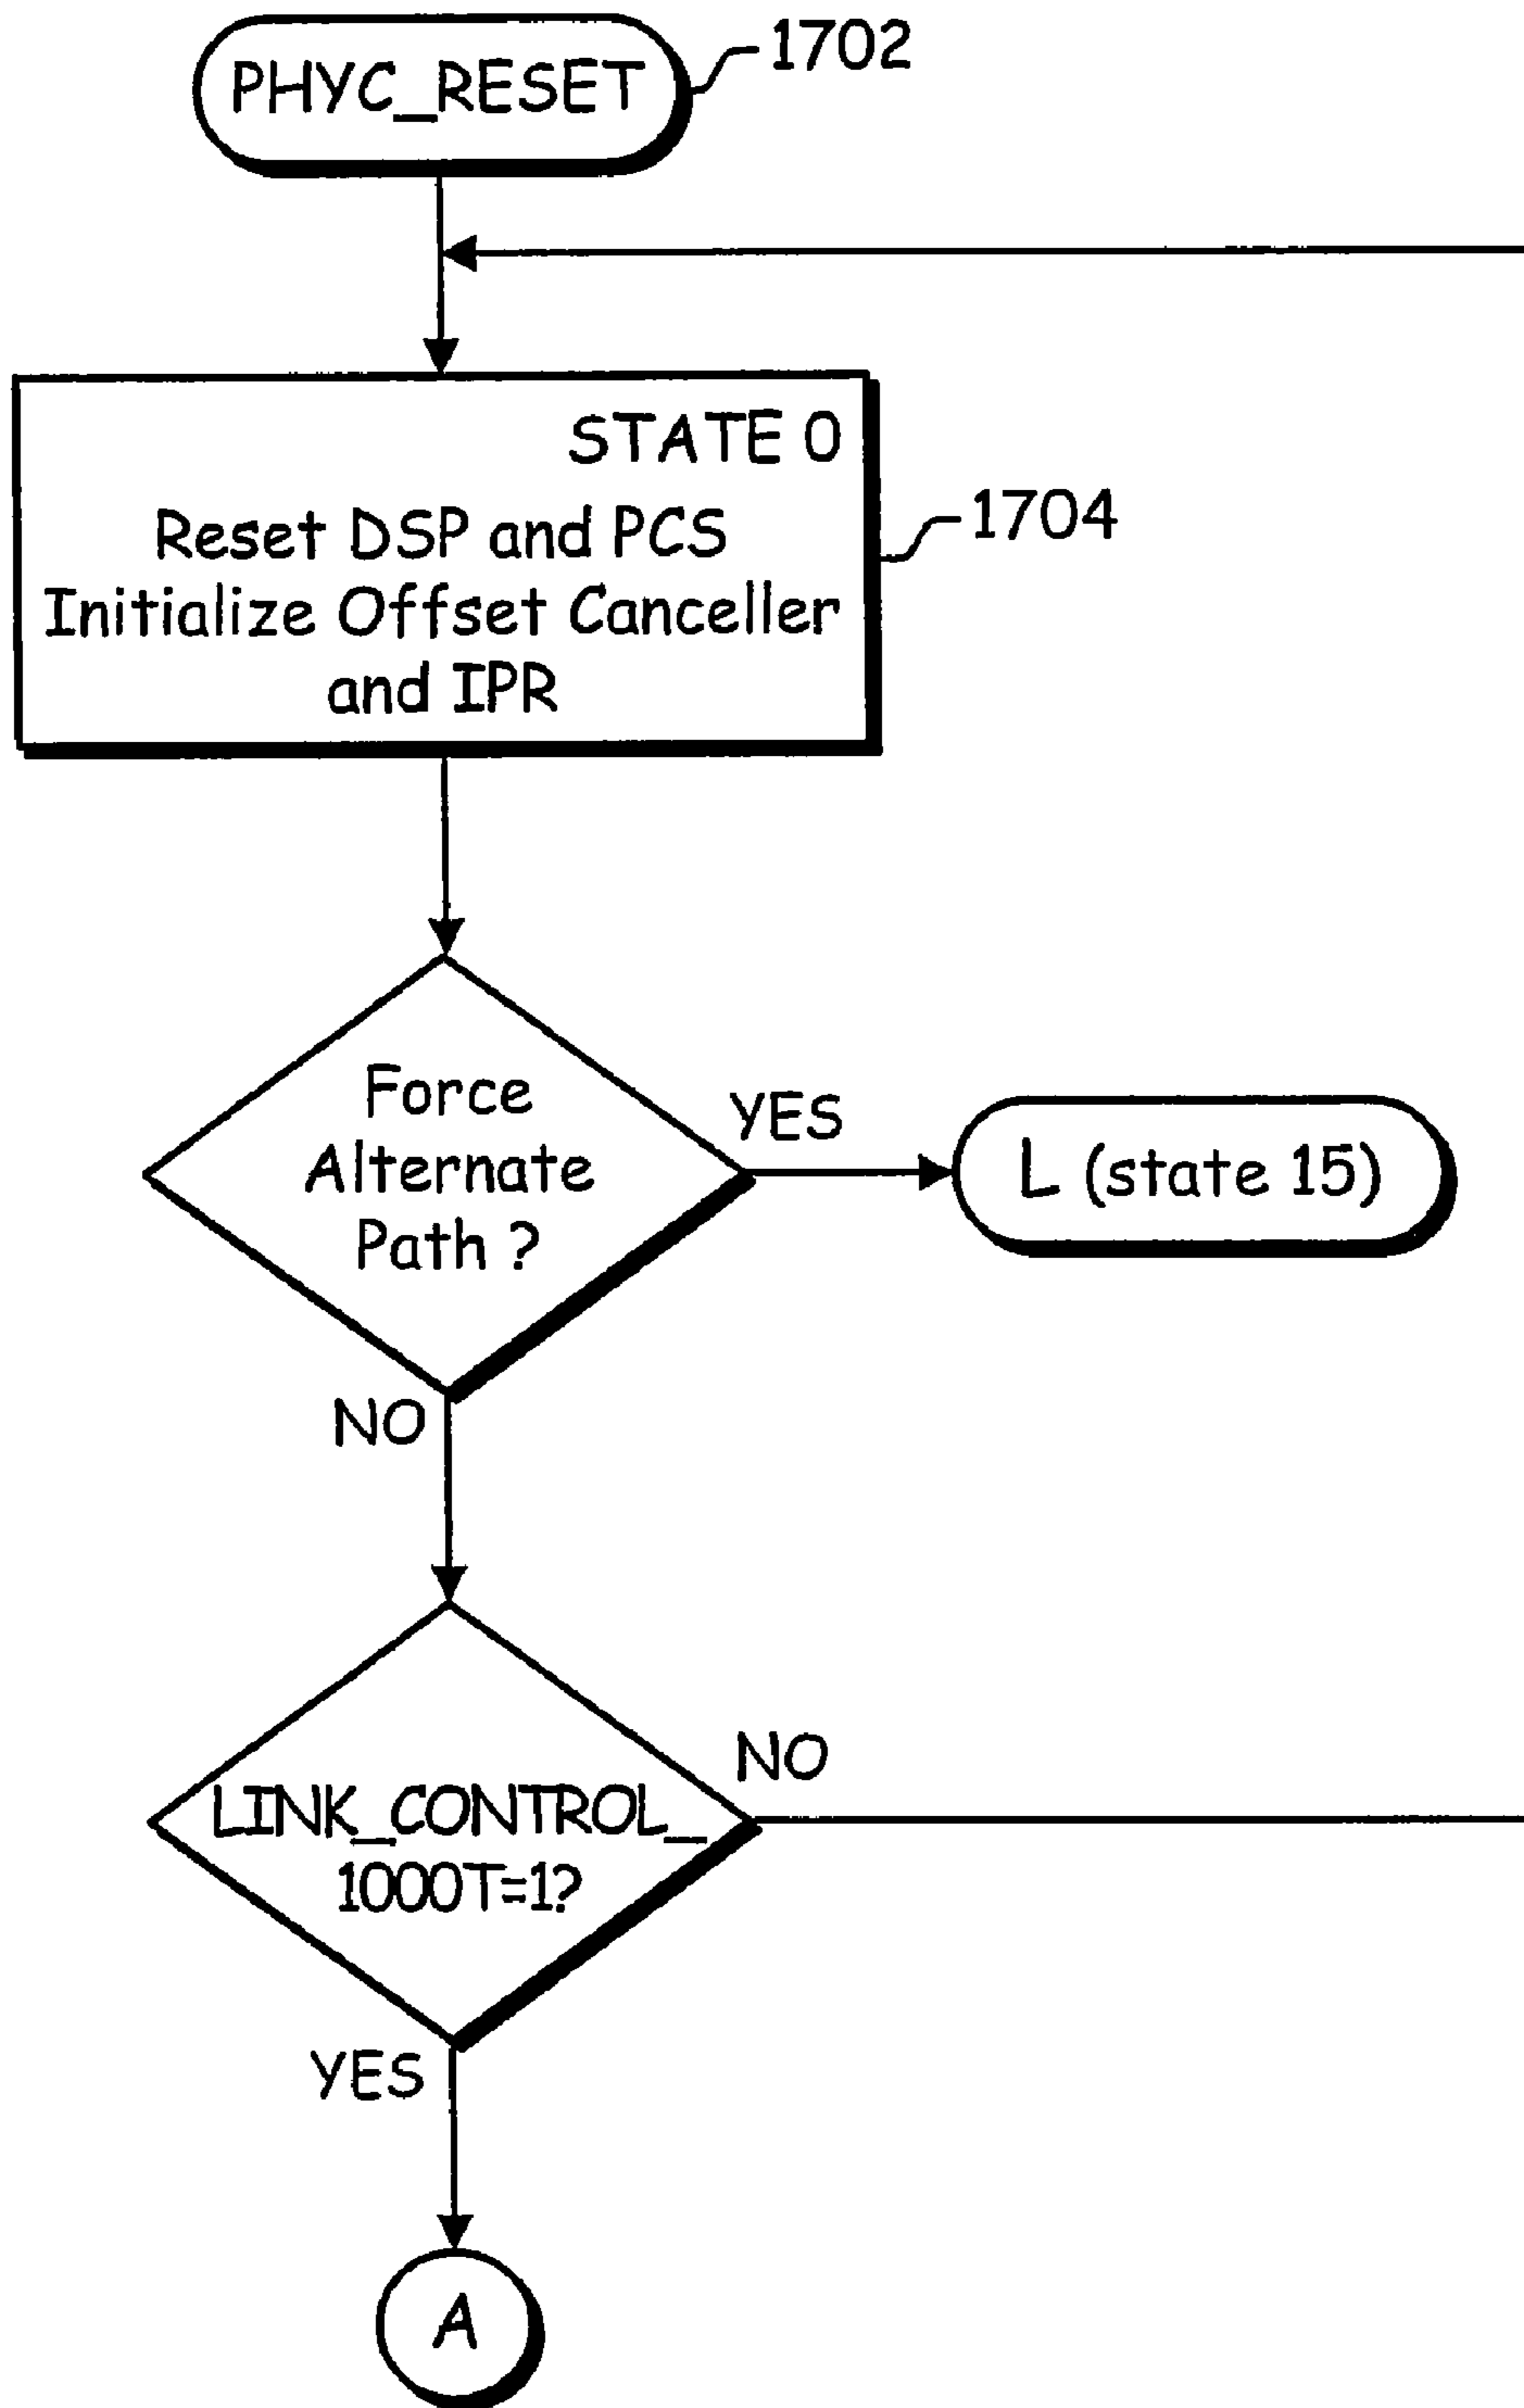 PHYC_RESET
1702
STATE 0
Reset DSP and PCS
Initialize Offset Canceller
and IPR
1704
Force
Alternate
Path ?
YES
L (state 15)
NO
LINK_CONTROL_
1000T=1?
NO
YES
A